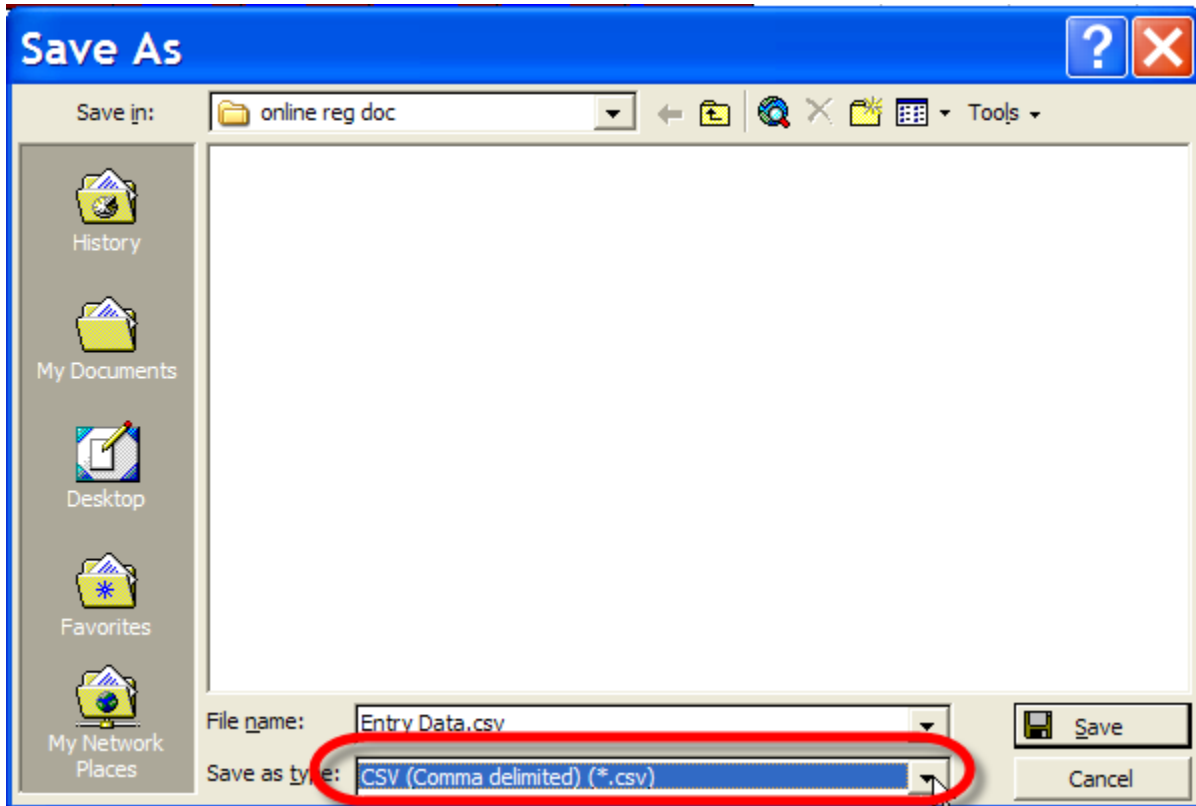 Save As
Save in: online reg doc Tools
History
My Documents
Desktop
Favorites
My Network
Places
File name: Entry Data.csv Save
Save as type: CSV (Comma delimited) (*.csv) Cancel